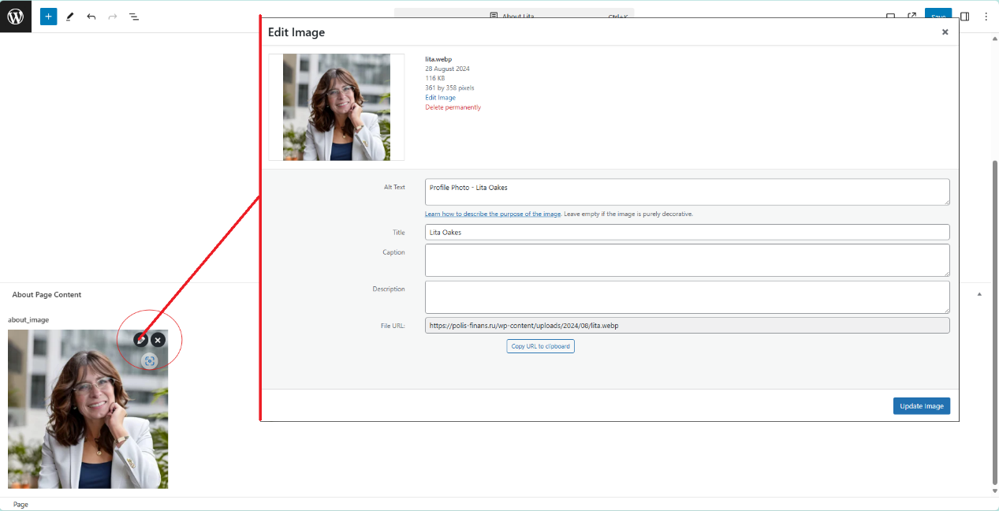 About Lita
Ctrl+K
Save
Edit Image
lita.webp
28 August 2024
116 KB
361 by 358 pixels
Edit Image
Delete permanently
Alt Text
Profile Photo - Lita Oakes
Learn how to describe the purpose of the image. Leave empty if the image is purely decorative.
Title
Lita Oakes
Caption
Description
File URL:
https://polis-finans.ru/wp-content/uploads/2024/08/lita.webp
Copy URL to clipboard
Update Image
About Page Content
about_image
Page